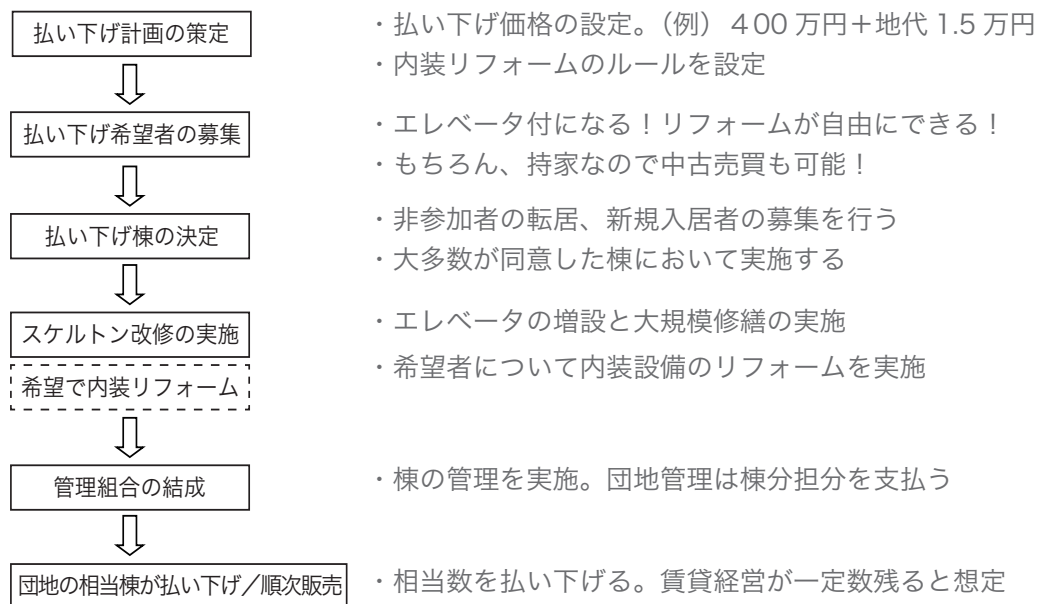 払い下げ計画の策定
・払い下げ価格の設定。（例）４00 万円＋地代 1.5 万円
・内装リフォームのルールを設定
払い下げ希望者の募集
・エレベータ付になる！リフォームが自由にできる！
・もちろん、持家なので中古売買も可能！
払い下げ棟の決定
・非参加者の転居、新規入居者の募集を行う
・大多数が同意した棟において実施する
スケルトン改修の実施
・エレベータの増設と大規模修繕の実施
希望で内装リフォーム
・希望者について内装設備のリフォームを実施
管理組合の結成
・棟の管理を実施。団地管理は棟分担分を支払う
団地の相当棟が払い下げ／順次販売
・相当数を払い下げる。賃貸経営が一定数残ると想定